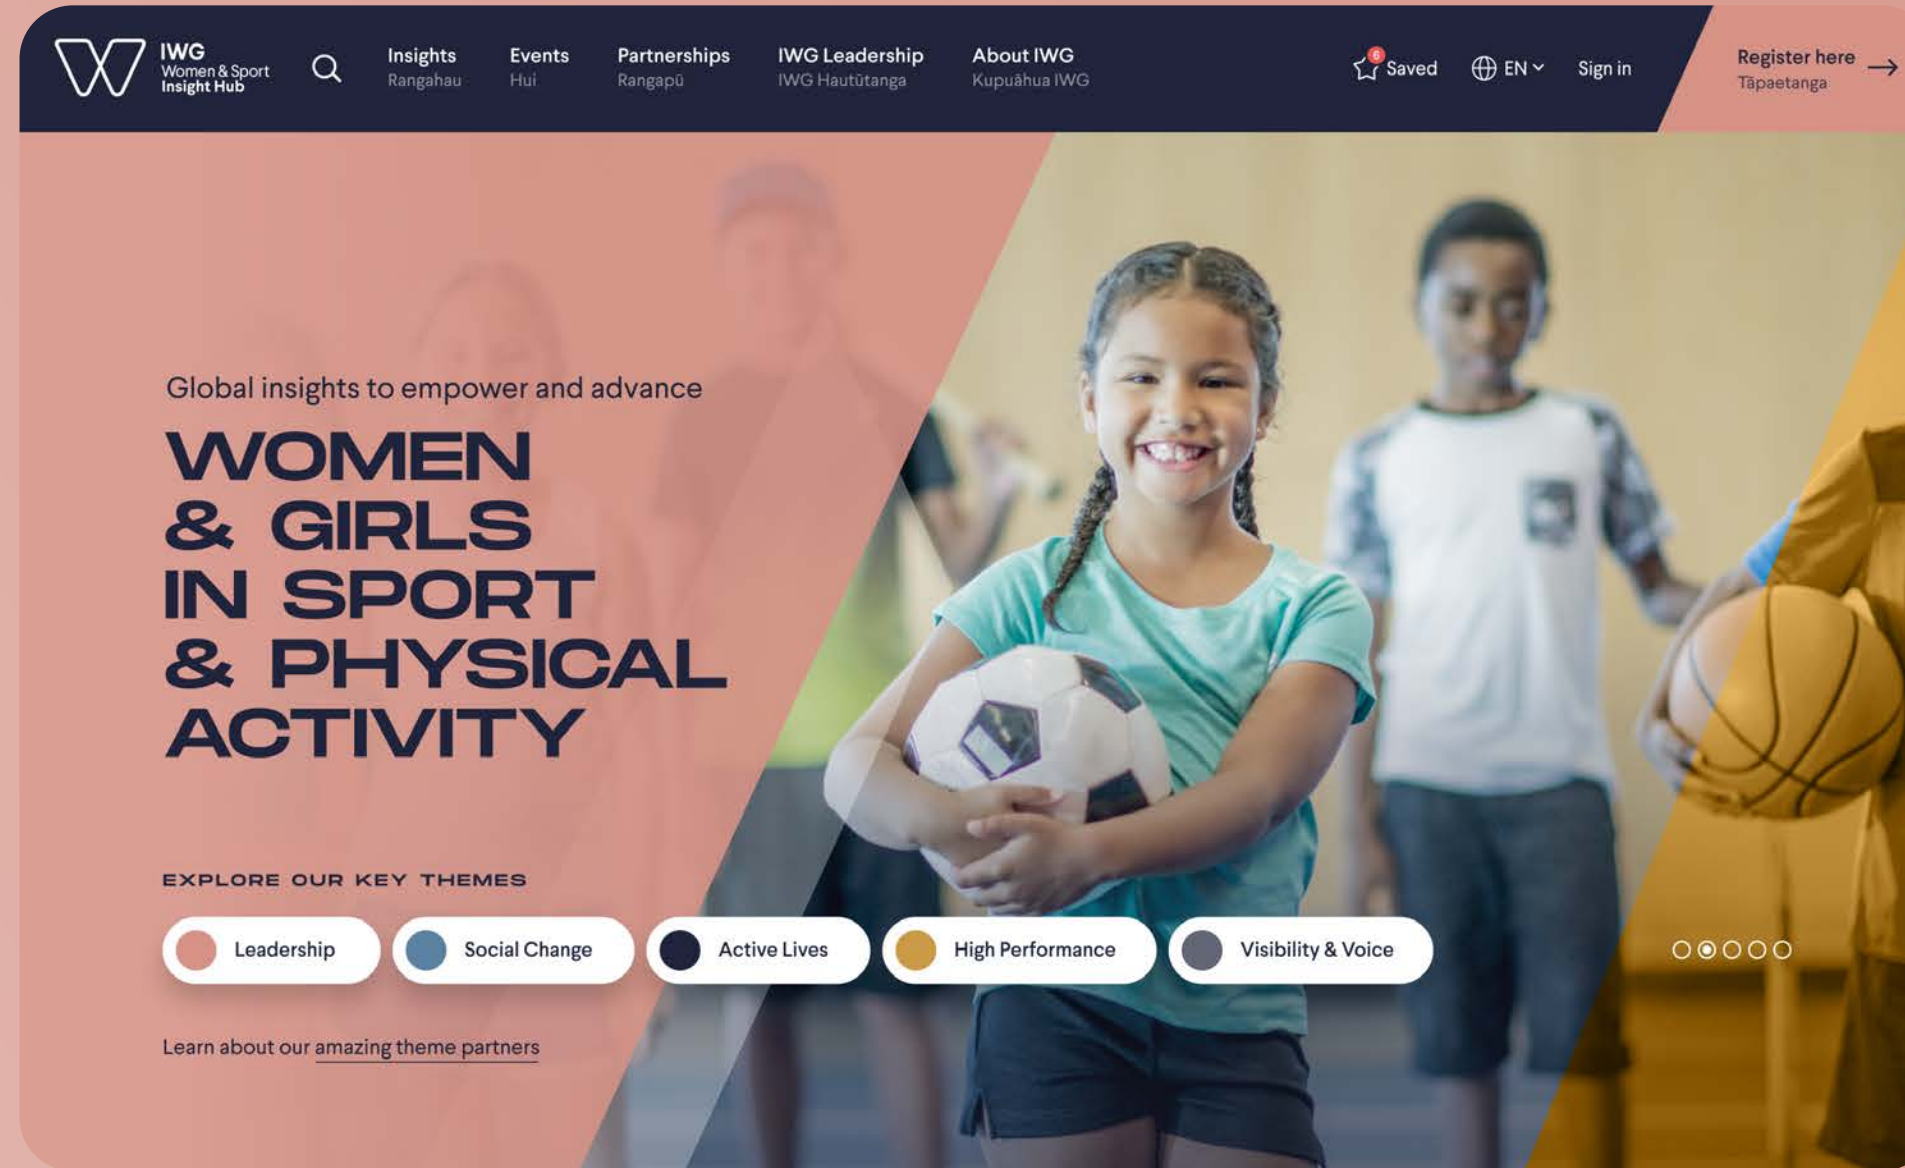 IWG
Women & Sport
Insight Hub
Insights
Rangahau
Events
Hui
Partnerships
Rangapū
IWG Leadership
IWG Hautūtanga
About IWG
Kupuāhua IWG
6
Saved
EN
Sign in
Register here
Tāpaetanga
Global insights to empower and advance
WOMEN
& GIRLS
IN SPORT
& PHYSICAL
ACTIVITY
EXPLORE OUR KEY THEMES
Leadership
Social Change
Active Lives
High Performance
Visibility & Voice
Learn about our amazing theme partners